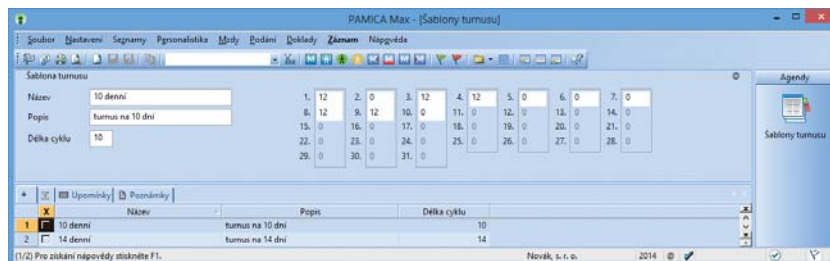 PAMICA Max - [Šablony turnusu]
Soubor Nastavení Seznamy Personalistika Mzdy Podání Doklady Záznam Nápověda
Šablona turnusu
Agendy
Název 10 denní 1. 12 2. 0 3. 12 4. 12 5. 0 6. 0 7. 0
Popis turnus na 10 dní 8. 12 9. 12 10. 0 11. 0 12. 0 13. 0 14. 0
15. 0 16. 0 17. 0 18. 0 19. 0 20. 0 21. 0
Délka cyklu 10 22. 0 23. 0 24. 0 25. 0 26. 0 27. 0 28. 0
29. 0 30. 0 31. 0
Šablony turnusu
Upomínky Poznámky
X Název Popis Délka cyklu
1 10 denní turnus na 10 dní 10
2 14 denní turnus na 14 dní 14
(1/2) Pro získání nápovědy stiskněte F1. Novák, s. r. o. 2014 @